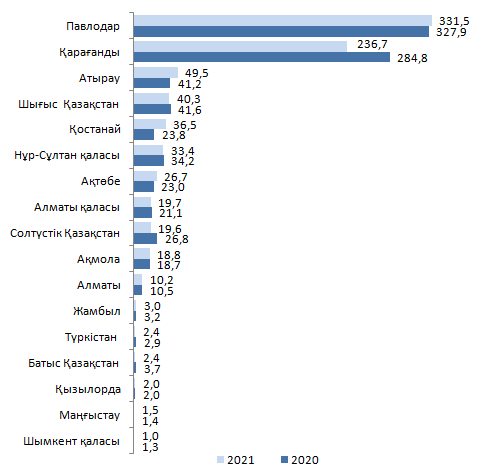 Павлодар 331,5
327,9
Қарағанды 236,7
284,8
Атырау 49,5
41,2
Шығыс Қазақстан 40,3
41,6
Қостанай 36,5
23,8
Нұр-Сұлтан қаласы 33,4
34,2
Ақтөбе 26,7
23,0
Алматы қаласы 19,7
21,1
Солтүстік Қазақстан 19,6
26,8
Ақмола 18,8
18,7
Алматы 10,2
10,5
Жамбыл 3,0
3,2
Түркістан 2,4
2,9
Батыс Қазақстан 2,4
3,7
Қызылорда 2,0
2,0
Маңғыстау 1,5
1,4
Шымкент қаласы 1,0
1,3
2021 2020